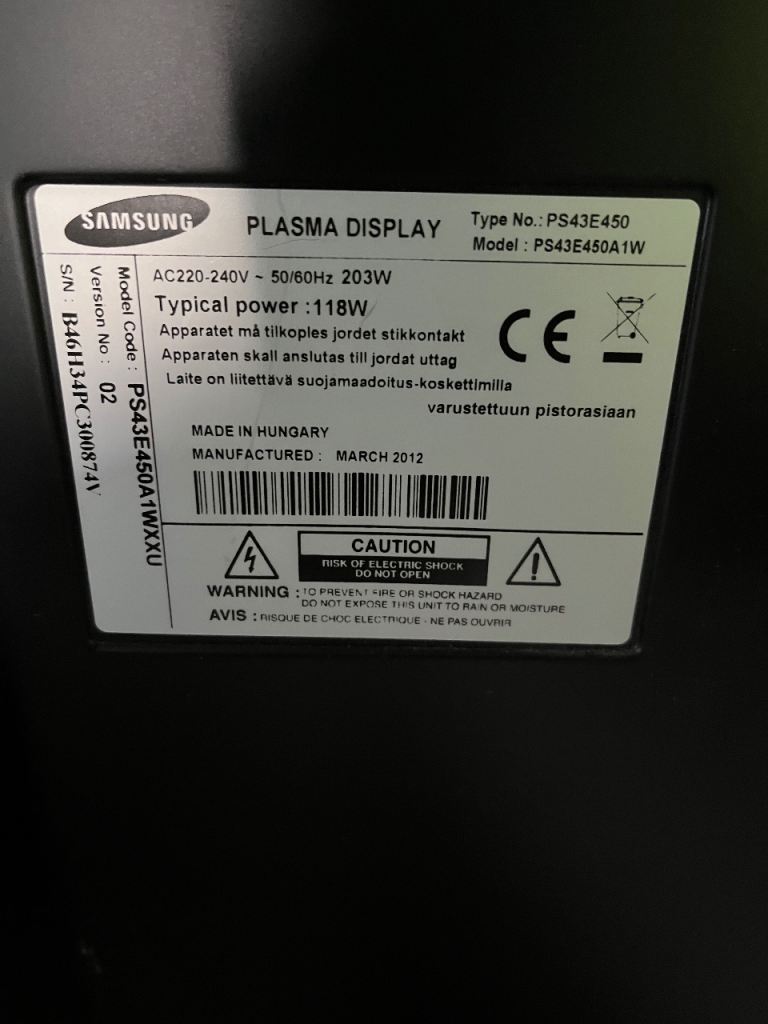 SAMSUNG
PLASMA DISPLAY
Type No.: PS43E450
Model : PS43E450A1W
AC220-240V ~ 50/60Hz 203W
Typical power :118W
Apparatet må tilkoples jordet stikkontakt
Apparaten skall anslutas till jordat uttag
Laite on liitettävä suojamaadoitus-koskettimilla
varustettuun pistorasiaan
MADE IN HUNGARY
MANUFACTURED : MARCH 2012
Model Code : PS43E450A1WXXU
Version No : 02
S/N : B46H34PC300874V
CAUTION
RISK OF ELECTRIC SHOCK
DO NOT OPEN
WARNING : TO PREVENT FIRE OR SHOCK HAZARD
DO NOT EXPOSE THIS UNIT TO RAIN OR MOISTURE
AVIS : RISQUE DE CHOC ELECTRIQUE - NE PAS OUVRIR